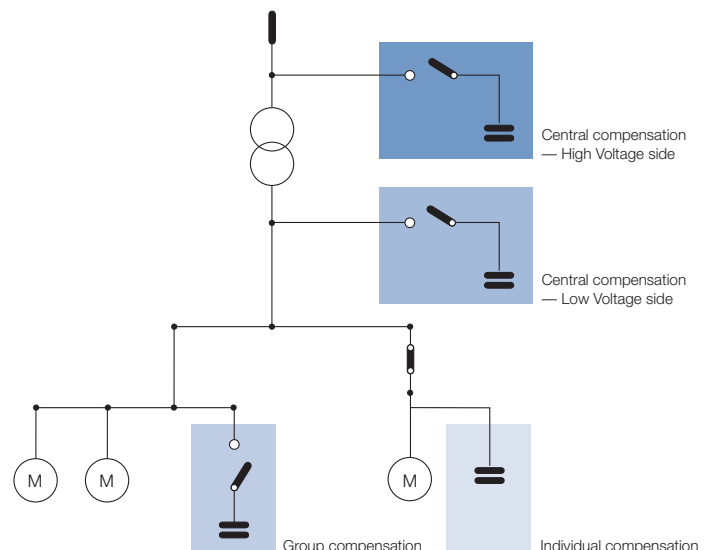 Central compensation
— High Voltage side
Central compensation
— Low Voltage side
M
M
M
Group compensation
Individual compensation